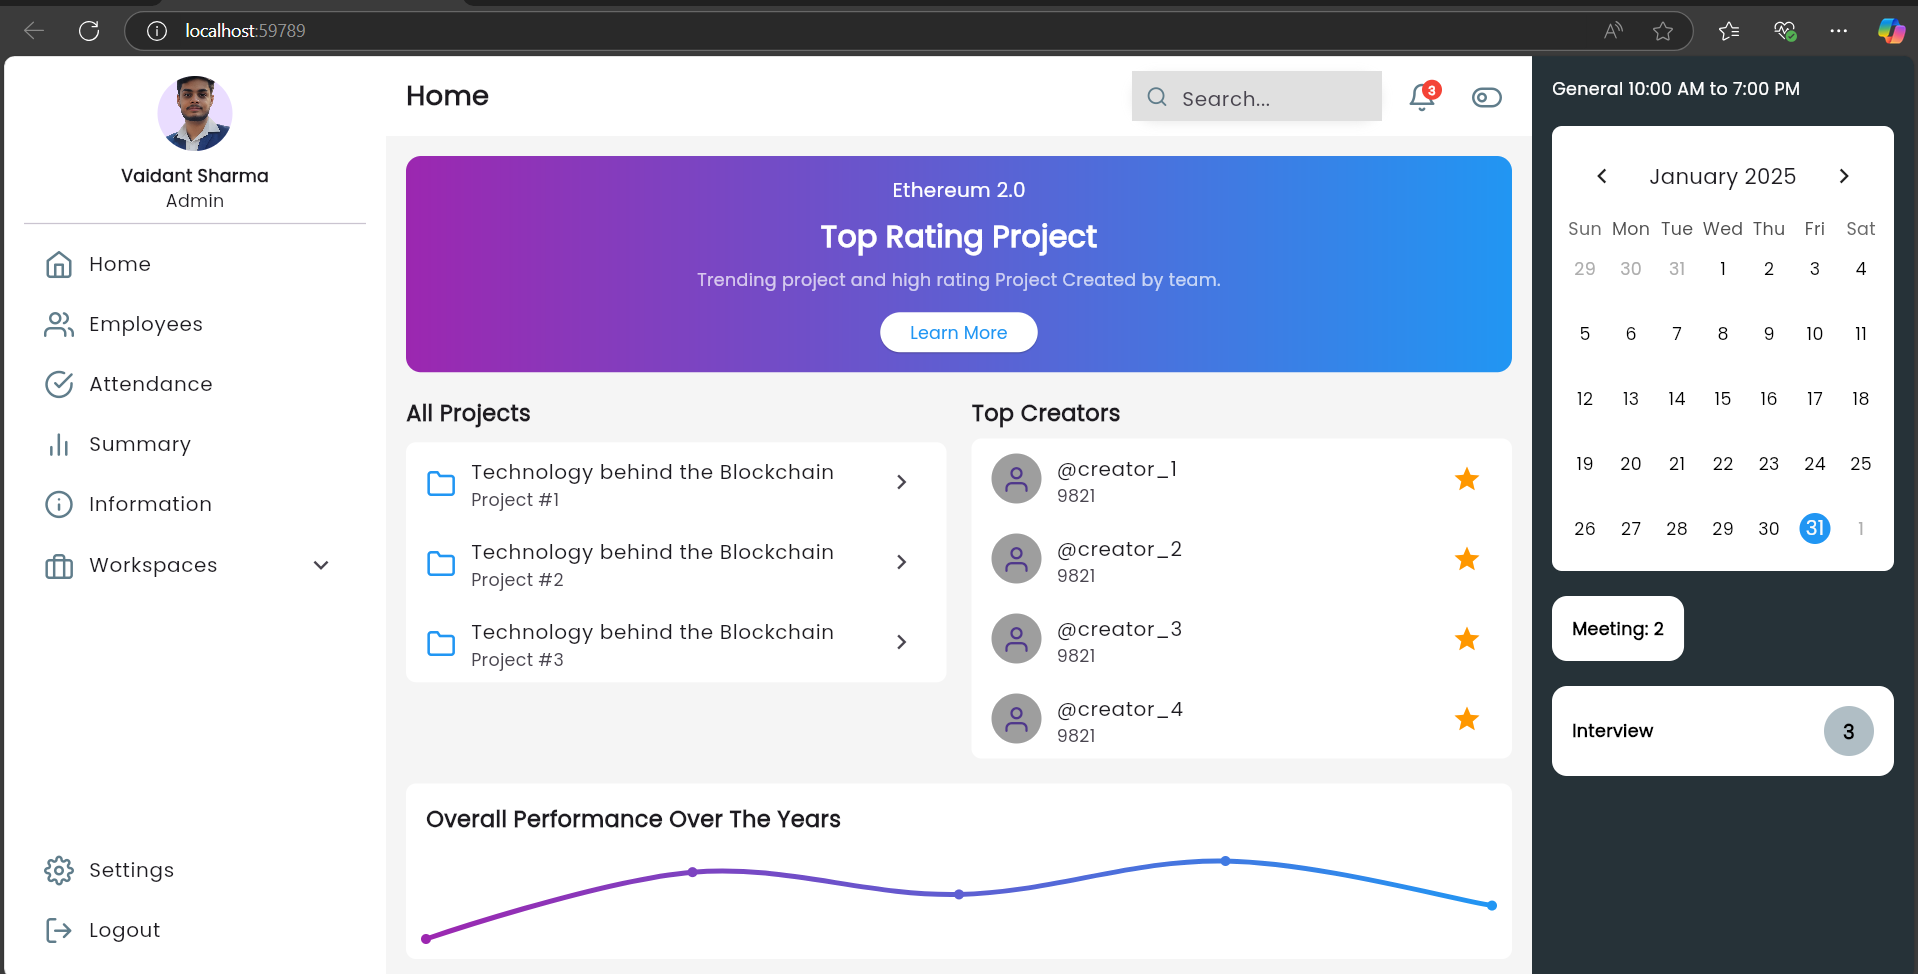 localhost:59789
Vaidant Sharma
Admin
Home
Employees
Attendance
Summary
Information
Workspaces
Settings
Logout
Home
Search...
3
Ethereum 2.0
Top Rating Project
Trending project and high rating Project Created by team.
Learn More
All Projects
Technology behind the Blockchain
Project #1
Technology behind the Blockchain
Project #2
Technology behind the Blockchain
Project #3
Top Creators
@creator_1
9821
@creator_2
9821
@creator_3
9821
@creator_4
9821
Overall Performance Over The Years
General 10:00 AM to 7:00 PM
January 2025
Sun Mon Tue Wed Thu Fri Sat
29 30 31 1 2 3 4
5 6 7 8 9 10 11
12 13 14 15 16 17 18
19 20 21 22 23 24 25
26 27 28 29 30 31 1
Meeting: 2
Interview 3